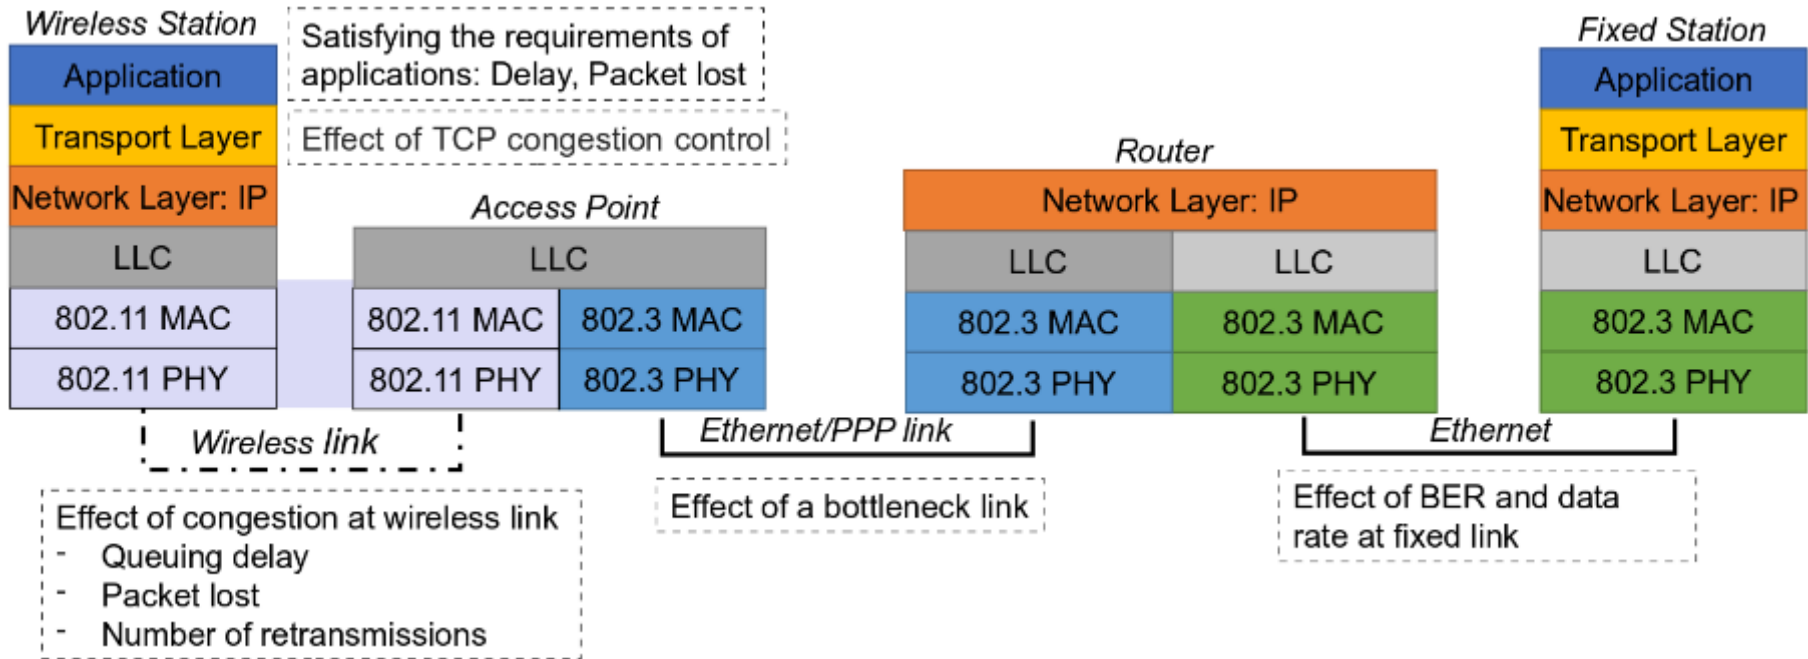 Wireless Station
Application
Transport Layer
Network Layer: IP
LLC
802.11 MAC
802.11 PHY
Satisfying the requirements of
applications: Delay, Packet lost
Effect of TCP congestion control
Access Point
LLC
802.11 MAC
802.3 MAC
802.11 PHY
802.3 PHY
Router
Network Layer: IP
LLC
LLC
802.3 MAC
802.3 MAC
802.3 PHY
802.3 PHY
Fixed Station
Application
Transport Layer
Network Layer: IP
LLC
802.3 MAC
802.3 PHY
Wireless link
Ethernet/PPP link
Ethernet
Effect of congestion at wireless link
- Queuing delay
- Packet lost
- Number of retransmissions
Effect of a bottleneck link
Effect of BER and data
rate at fixed link